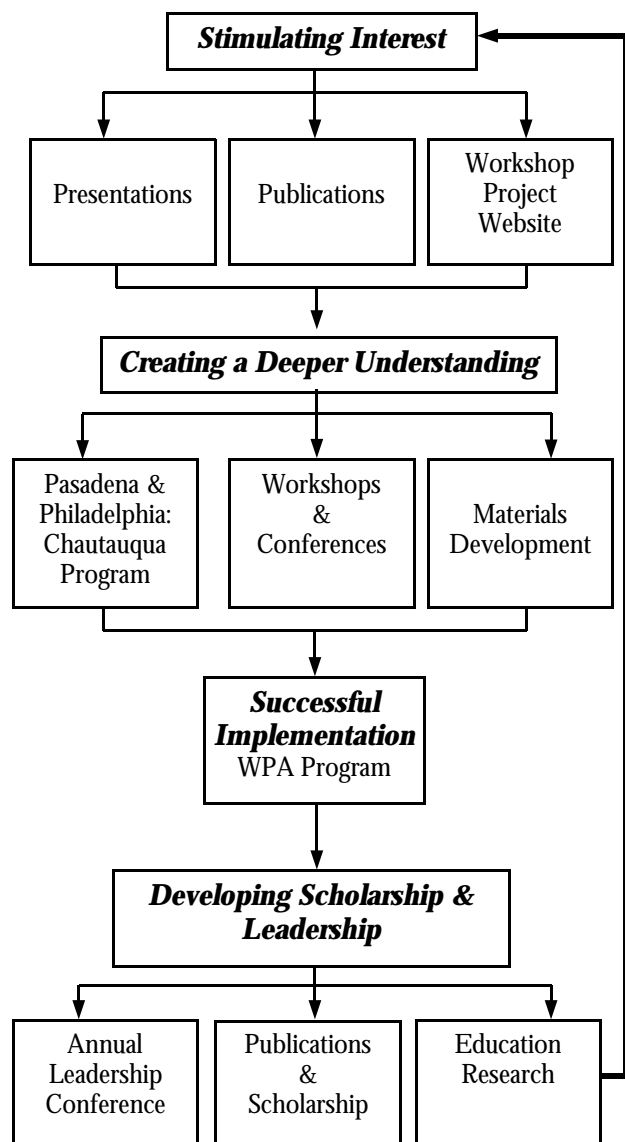 Stimulating Interest
Presentations
Publications
Workshop
Project
Website
Creating a Deeper Understanding
Pasadena &
Philadelphia:
Chautauqua
Program
Workshops
&
Conferences
Materials
Development
Successful
Implementation
WPA Program
Developing Scholarship &
Leadership
Annual
Leadership
Conference
Publications
&
Scholarship
Education
Research